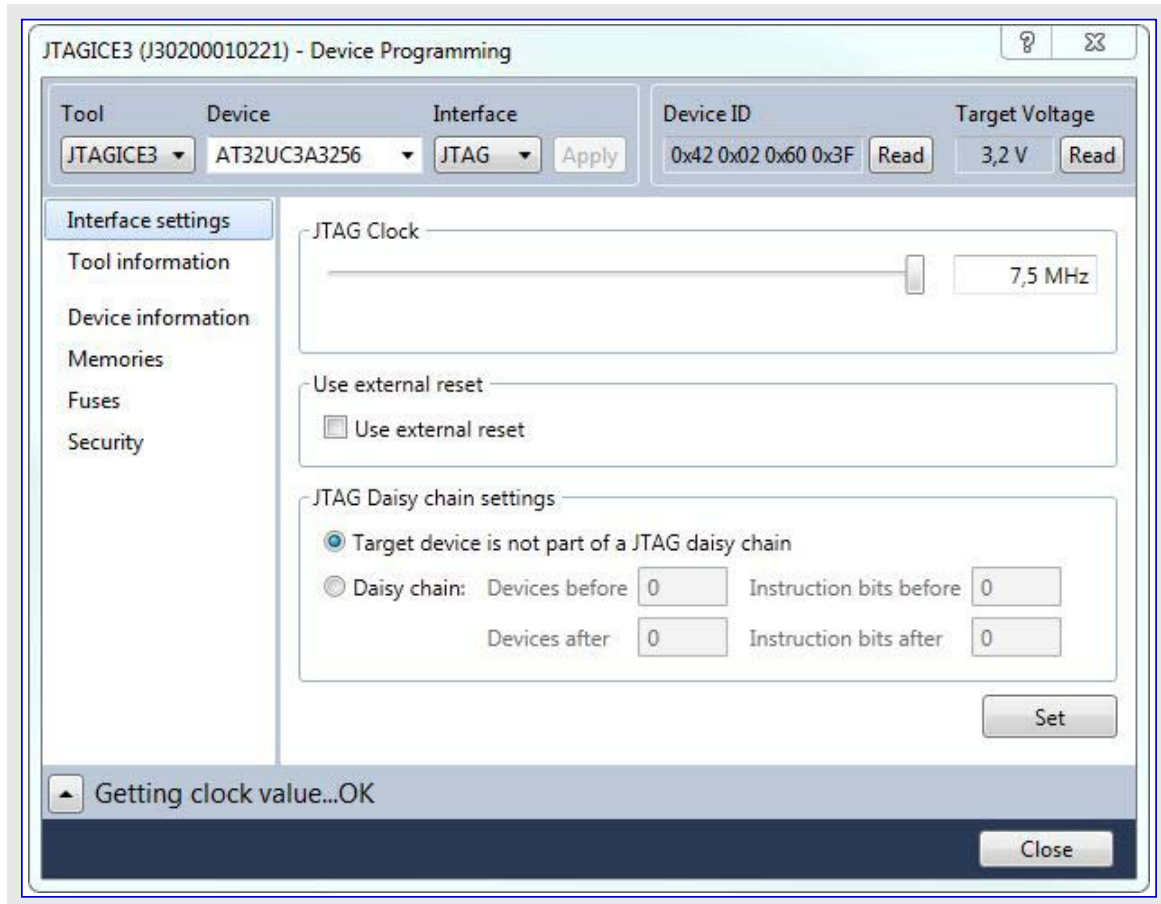 JTAGICE3 (J30200010221) - Device Programming
Tool Device Interface Device ID Target Voltage
JTAGICE3 AT32UC3A3256 JTAG Apply 0x42 0x02 0x60 0x3F Read 3,2 V Read
Interface settings
Tool information
Device information
Memories
Fuses
Security
JTAG Clock
7,5 MHz
Use external reset
Use external reset
JTAG Daisy chain settings
Target device is not part of a JTAG daisy chain
Daisy chain: Devices before 0 Instruction bits before 0
Devices after 0 Instruction bits after 0
Set
Getting clock value...OK
Close